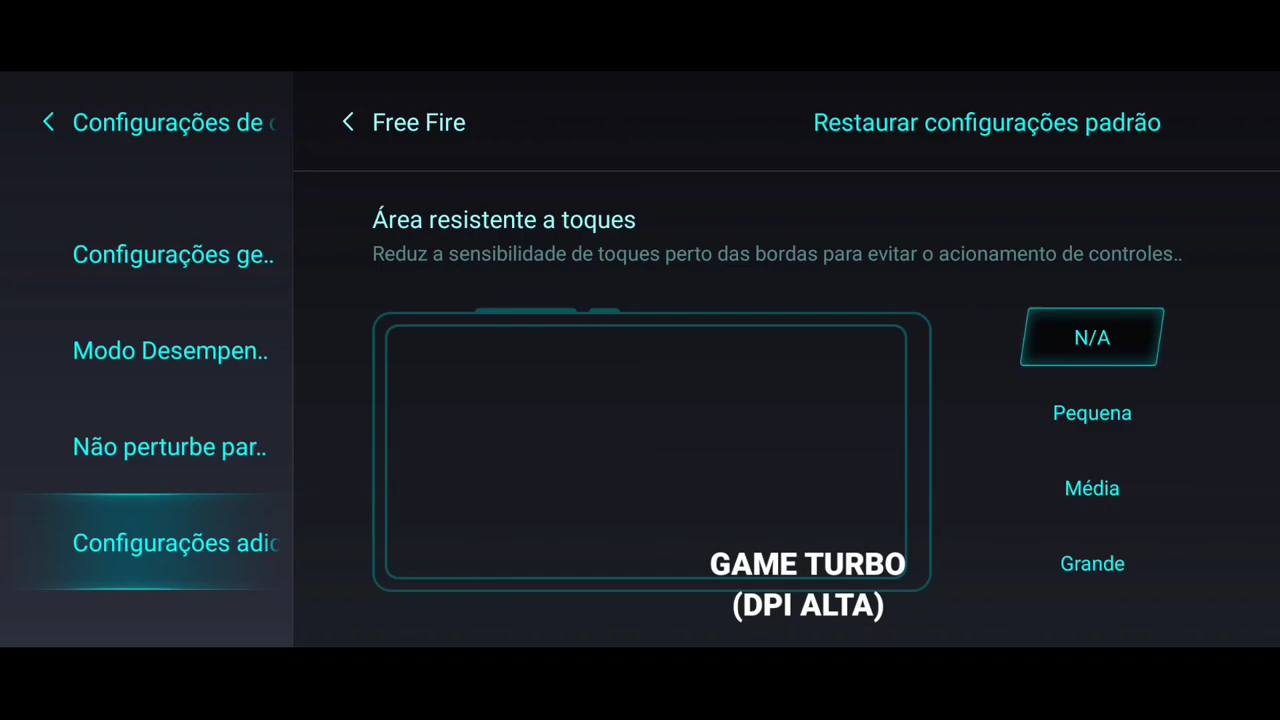 Configurações de
Free Fire
Restaurar configurações padrão
Configurações ge..
Modo Desempen..
Não perturbe par..
Configurações adic
Área resistente a toques
Reduz a sensibilidade de toques perto das bordas para evitar o acionamento de controles..
N/A
Pequena
Média
Grande
GAME TURBO
(DPI ALTA)